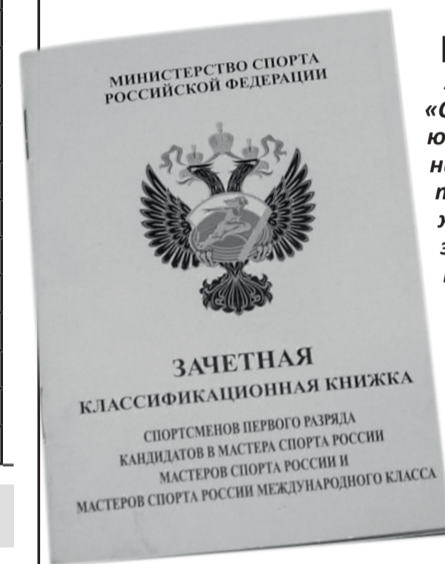 МИНИСТЕРСТВО СПОРТА
РОССИЙСКОЙ ФЕДЕРАЦИИ
ЗАЧЕТНАЯ
КЛАССИФИКАЦИОННАЯ КНИЖКА
СПОРТСМЕНОВ ПЕРВОГО РАЗРЯДА
КАНДИДАТОВ В МАСТЕРА СПОРТА РОССИИ
МАСТЕРОВ СПОРТА РОССИИ И
МАСТЕРОВ СПОРТА РОССИИ МЕЖДУНАРОДНОГО КЛАССА